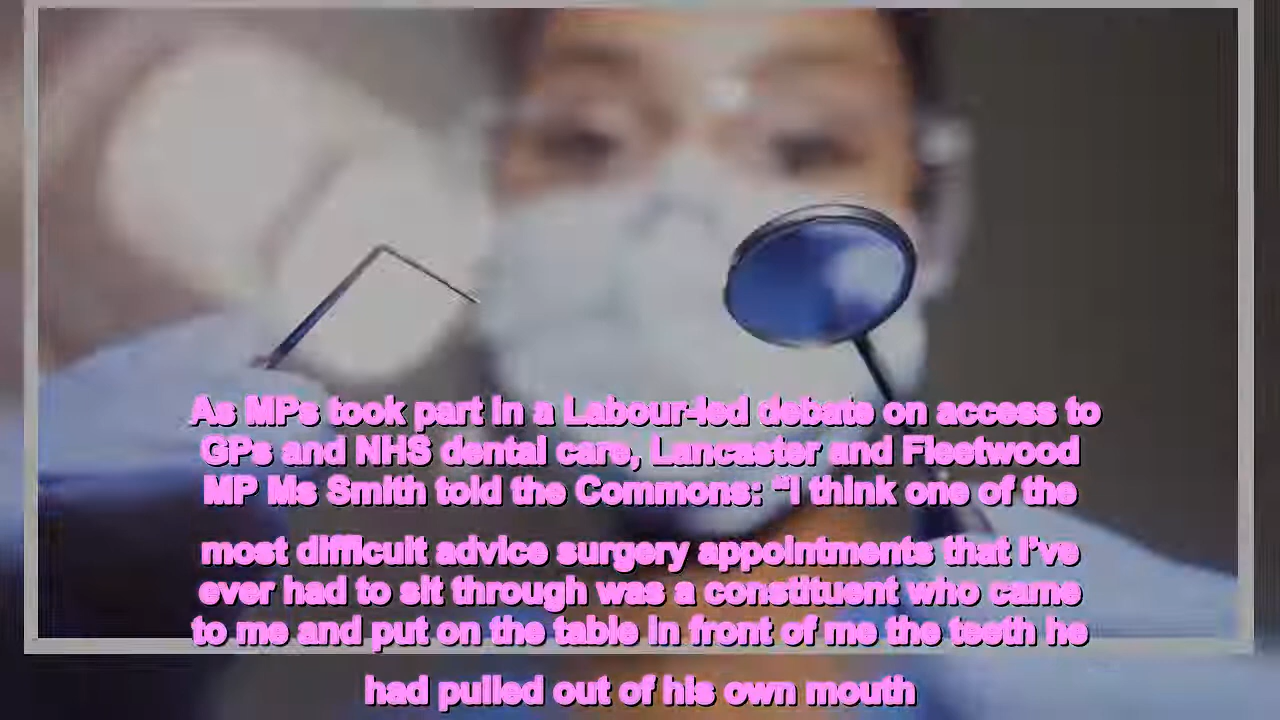 As MPs took part in a Labour-led debate on access to
GPs and NHS dental care, Lancaster and Fleetwood
MP Ms Smith told the Commons: “I think one of the
most difficult advice surgery appointments that I’ve
ever had to sit through was a constituent who came
to me and put on the table in front of me the teeth he
had pulled out of his own mouth